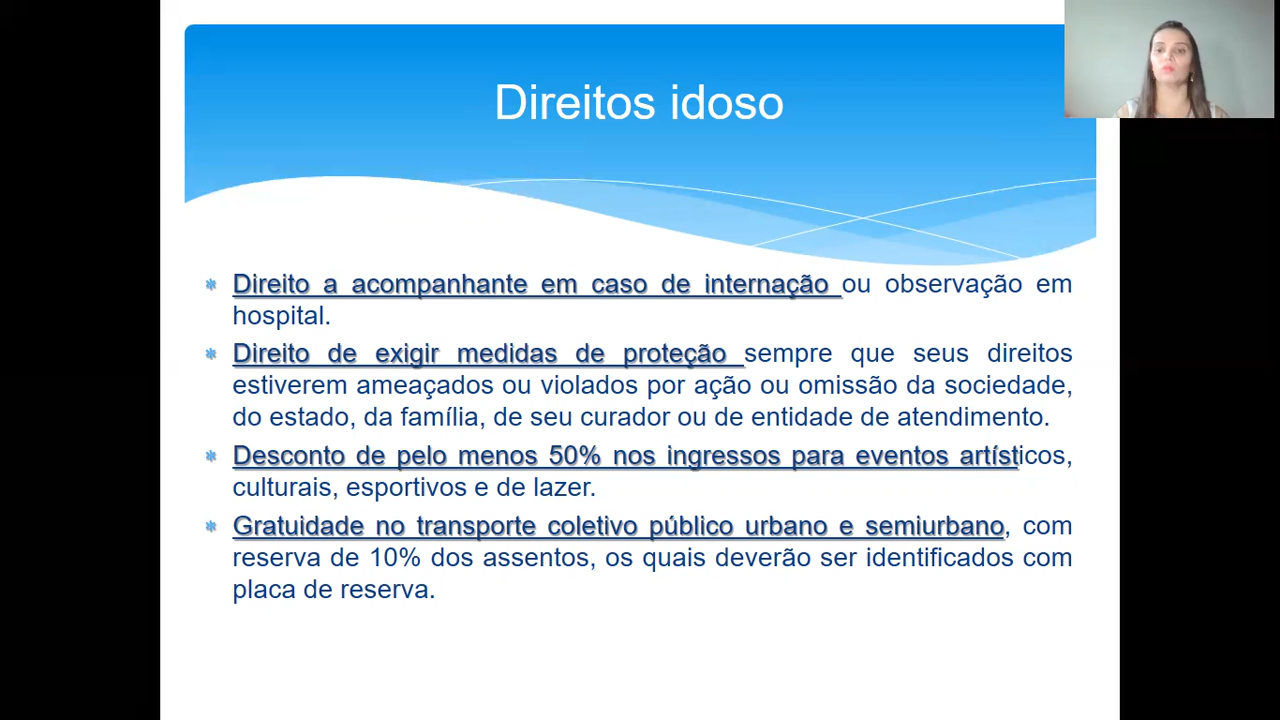 Direitos idoso
Direito a acompanhante em caso de internação ou observação em
hospital.
Direito de exigir medidas de proteção sempre que seus direitos
estiverem ameaçados ou violados por ação ou omissão da sociedade,
do estado, da família, de seu curador ou de entidade de atendimento.
Desconto de pelo menos 50% nos ingressos para eventos artísticos,
culturais, esportivos e de lazer.
Gratuidade no transporte coletivo público urbano e semiurbano, com
reserva de 10% dos assentos, os quais deverão ser identificados com
placa de reserva.